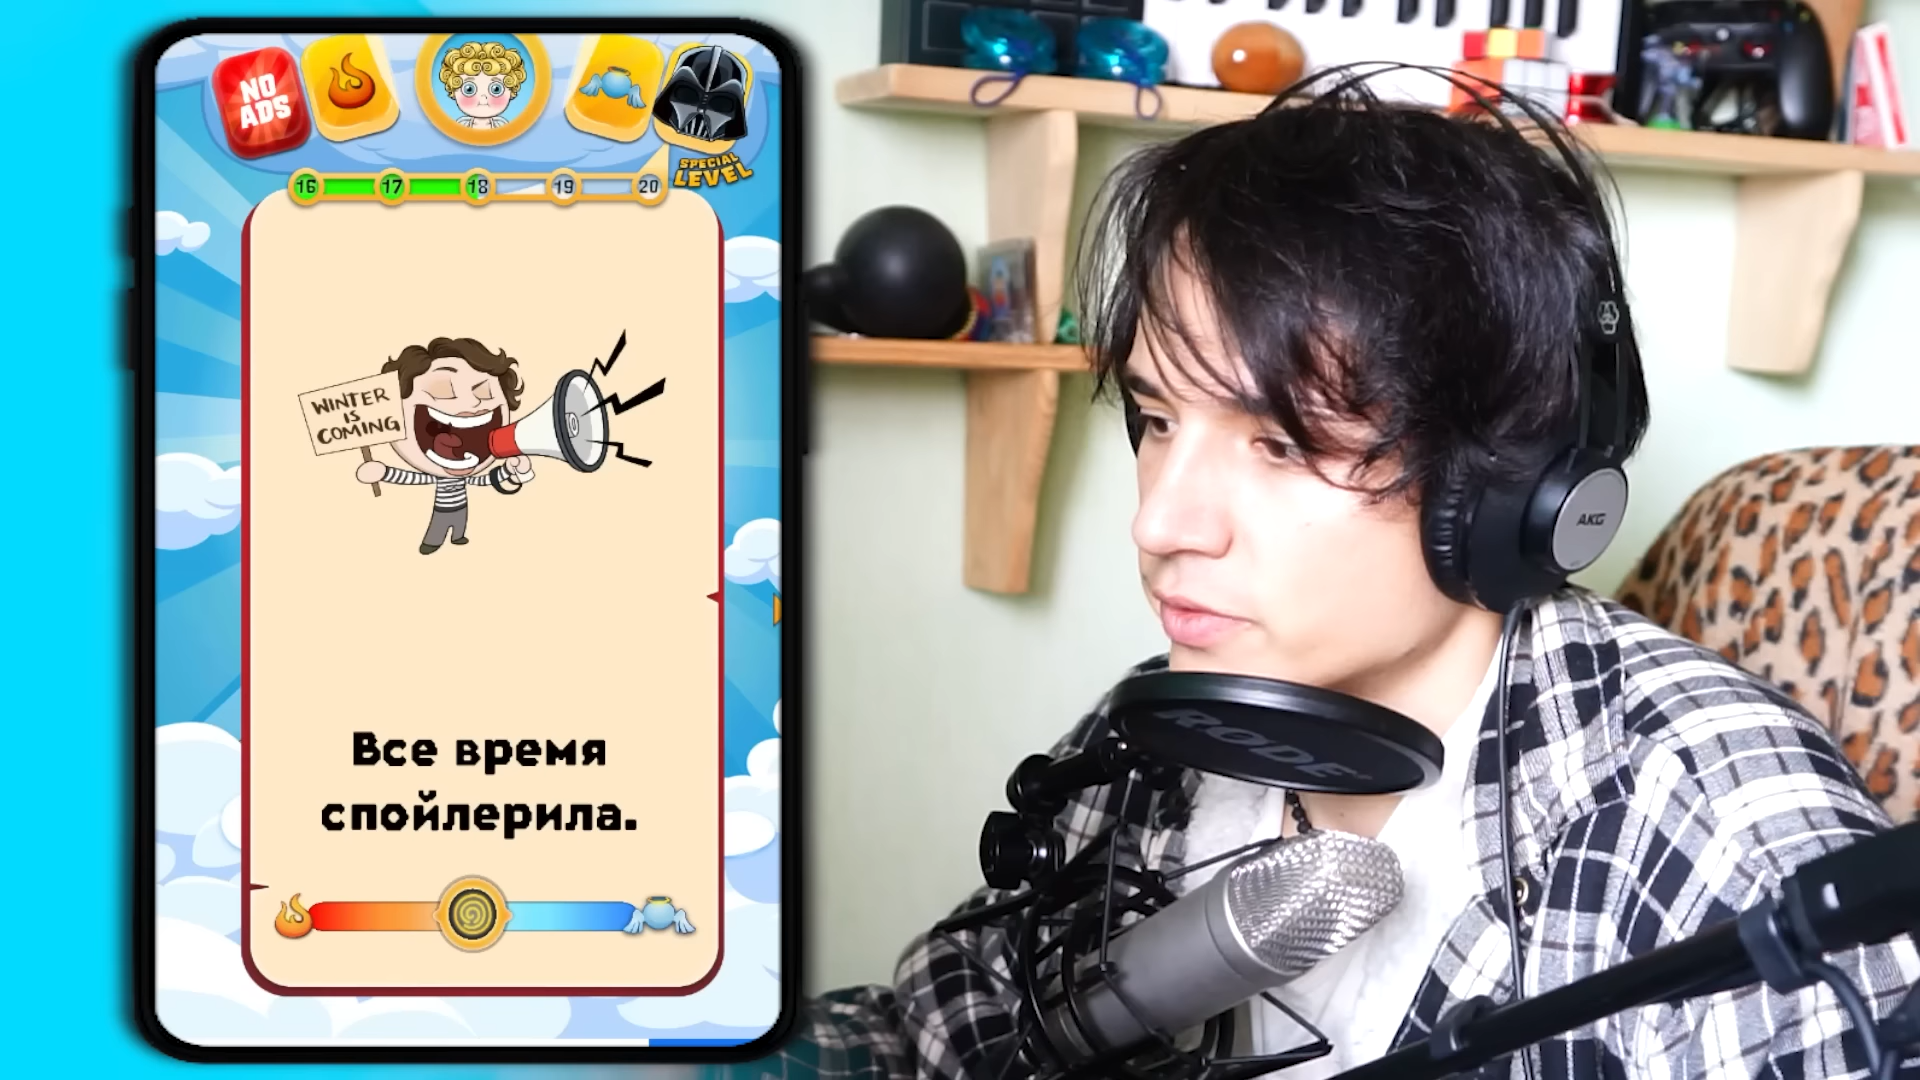 NO
ADS
SPECIAL
LEVEL
16 17 18 19 20
WINTER
IS
COMING
Все время
спойлерила.
AKG
RODE